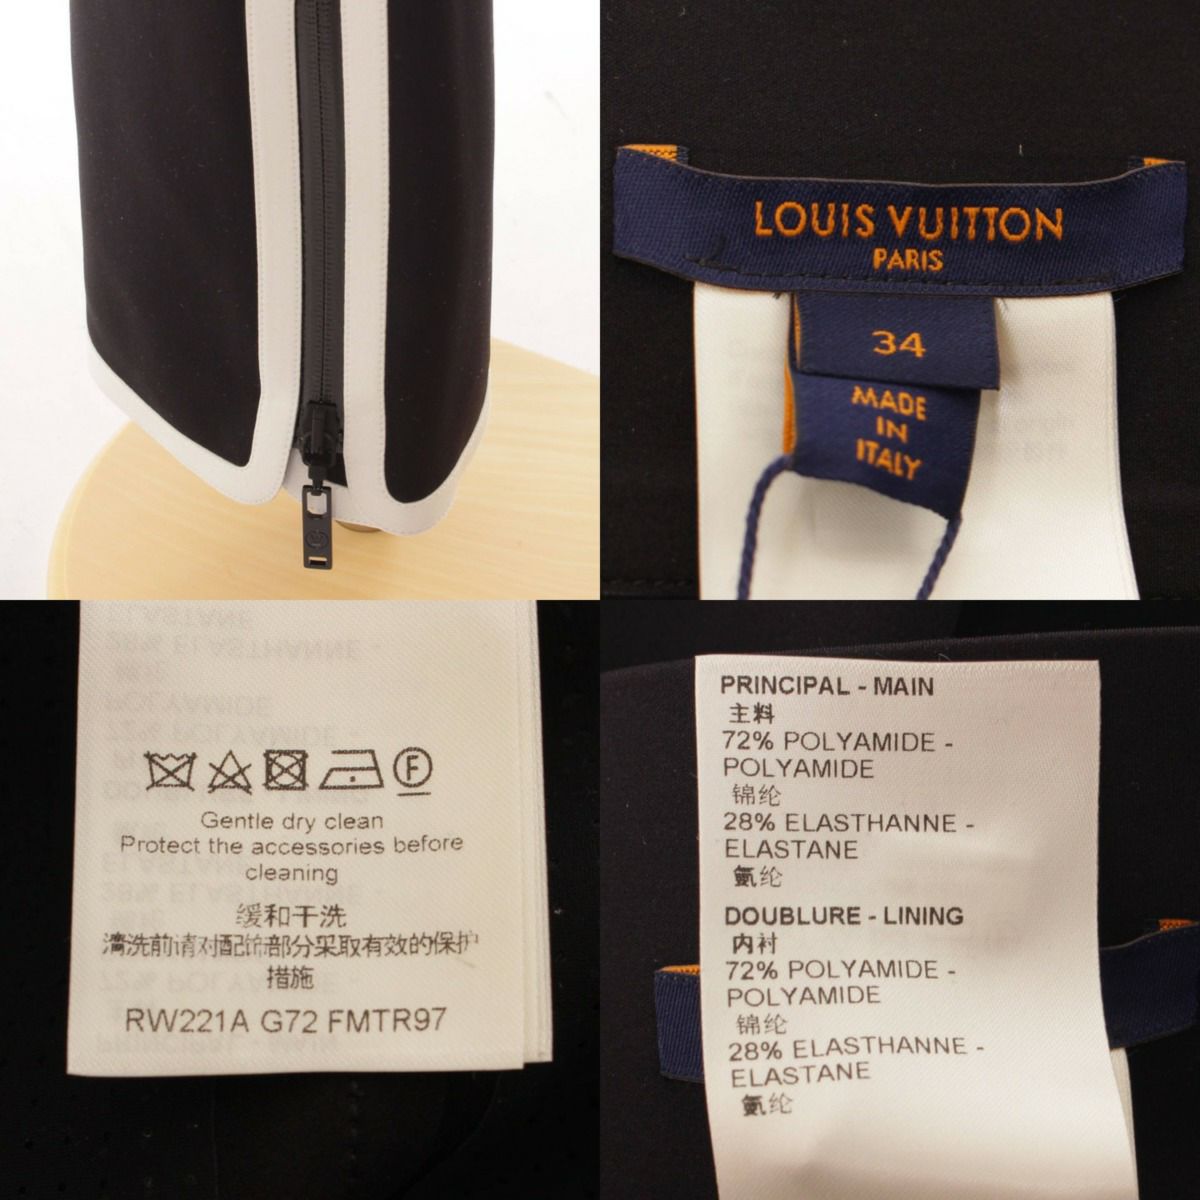 LOUIS VUITTON
PARIS
34
MADE
IN
ITALY
F
Gentle dry clean
Protect the accessories before
cleaning
缓和干洗
清洗前请对配饰部分采取有效的保护
措施
RW221A G72 FMTR97
PRINCIPAL - MAIN
主料
72% POLYAMIDE -
POLYAMIDE
锦纶
28% ELASTHANNE -
ELASTANE
氨纶
DOUBLURE - LINING
内衬
72% POLYAMIDE -
POLYAMIDE
锦纶
28% ELASTHANNE -
ELASTANE
氨纶